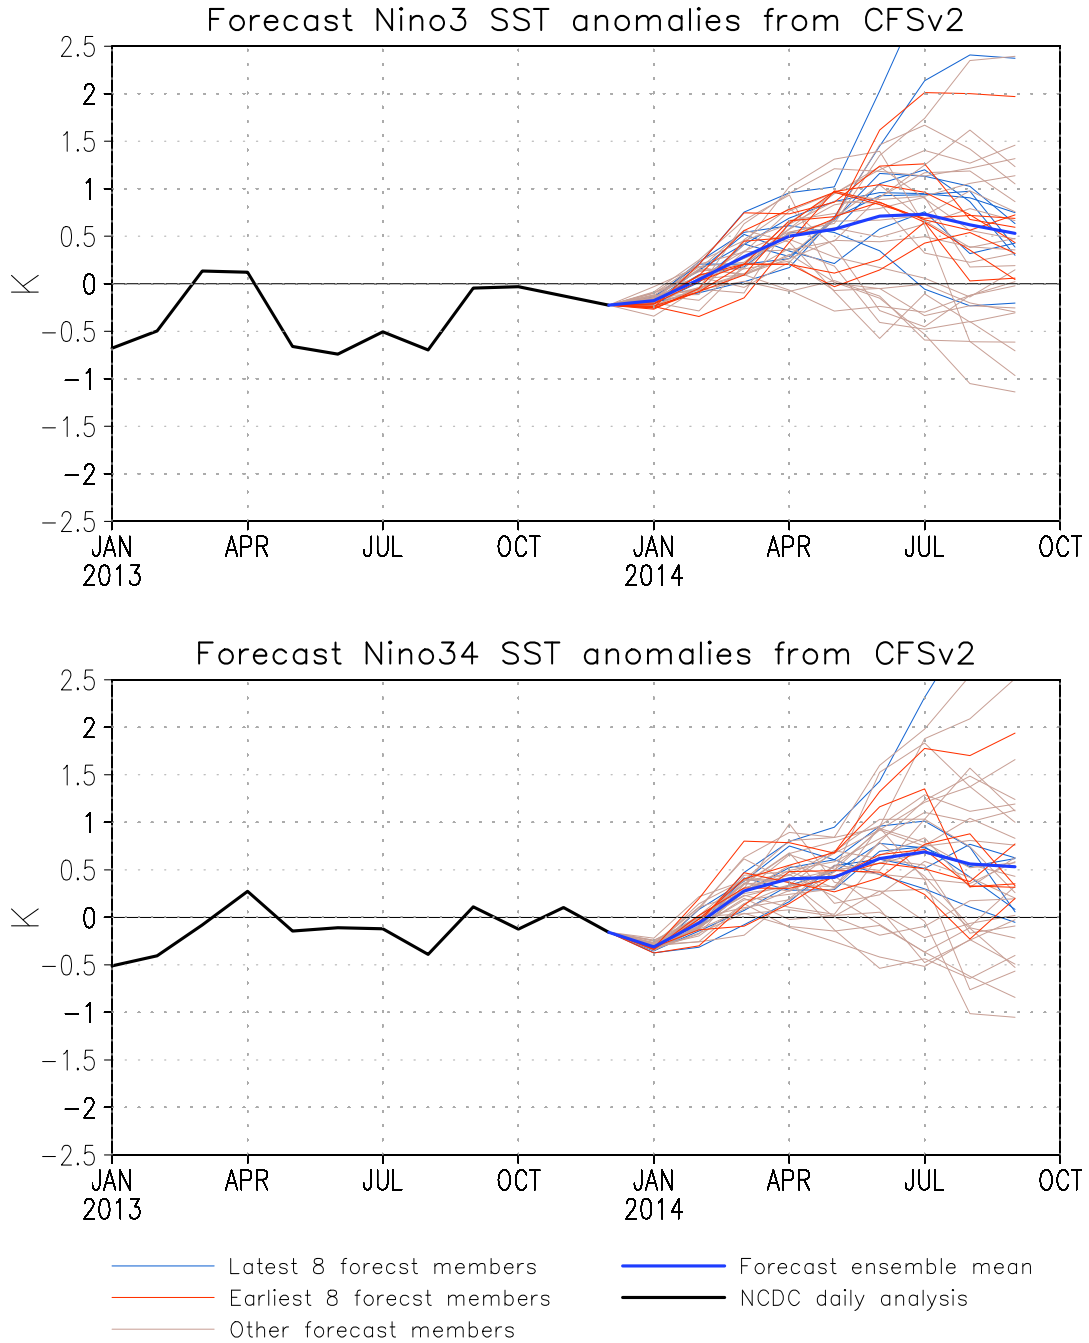 Forecast Nino3 SST anomalies from CFSv2
2.5
2
1.5
1
0.5
0
-0.5
-1
-1.5
-2
-2.5
K
JAN APR JUL OCT JAN APR JUL OCT
2013 2014
Forecast Nino34 SST anomalies from CFSv2
2.5
2
1.5
1
0.5
0
-0.5
-1
-1.5
-2
-2.5
K
JAN APR JUL OCT JAN APR JUL OCT
2013 2014
Latest 8 forecst members
Earliest 8 forecst members
Other forecast members
Forecast ensemble mean
NCDC daily analysis